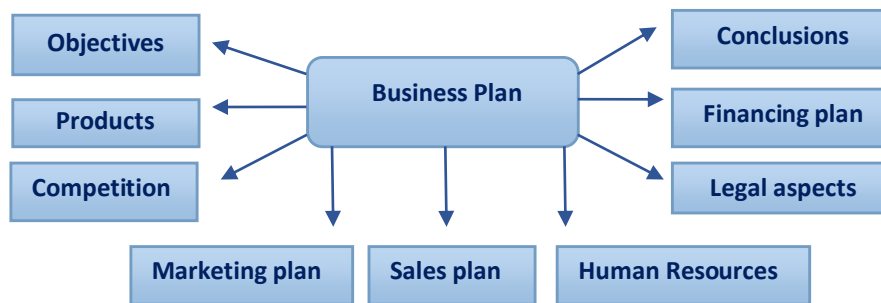 Objectives
Conclusions
Business Plan
Products
Financing plan
Competition
Legal aspects
Marketing plan
Sales plan
Human Resources